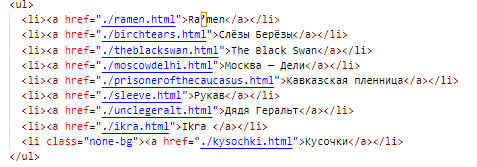 <ul>
<li><a href="./ramen.html">Ra?men</a></li>
<li><a href="./birchtears.html">Слёзы Берёзы</a></li>
<li><a href="./theblackswan.html">The Black Swan</a></li>
<li><a href="./moscowdelhi.html">Москва — Дели</a></li>
<li><a href="./prisonerofthecaucasus.html">Кавказская пленница</a></li>
<li><a href="./sleeve.html">Рукав</a></li>
<li><a href="./unclegeralt.html">Дядя Геральт</a></li>
<li><a href="./ikra.html">Ikra </a></li>
<li class="none-bg"><a href="./kysochki.html">Кусочки</a></li>
</ul>